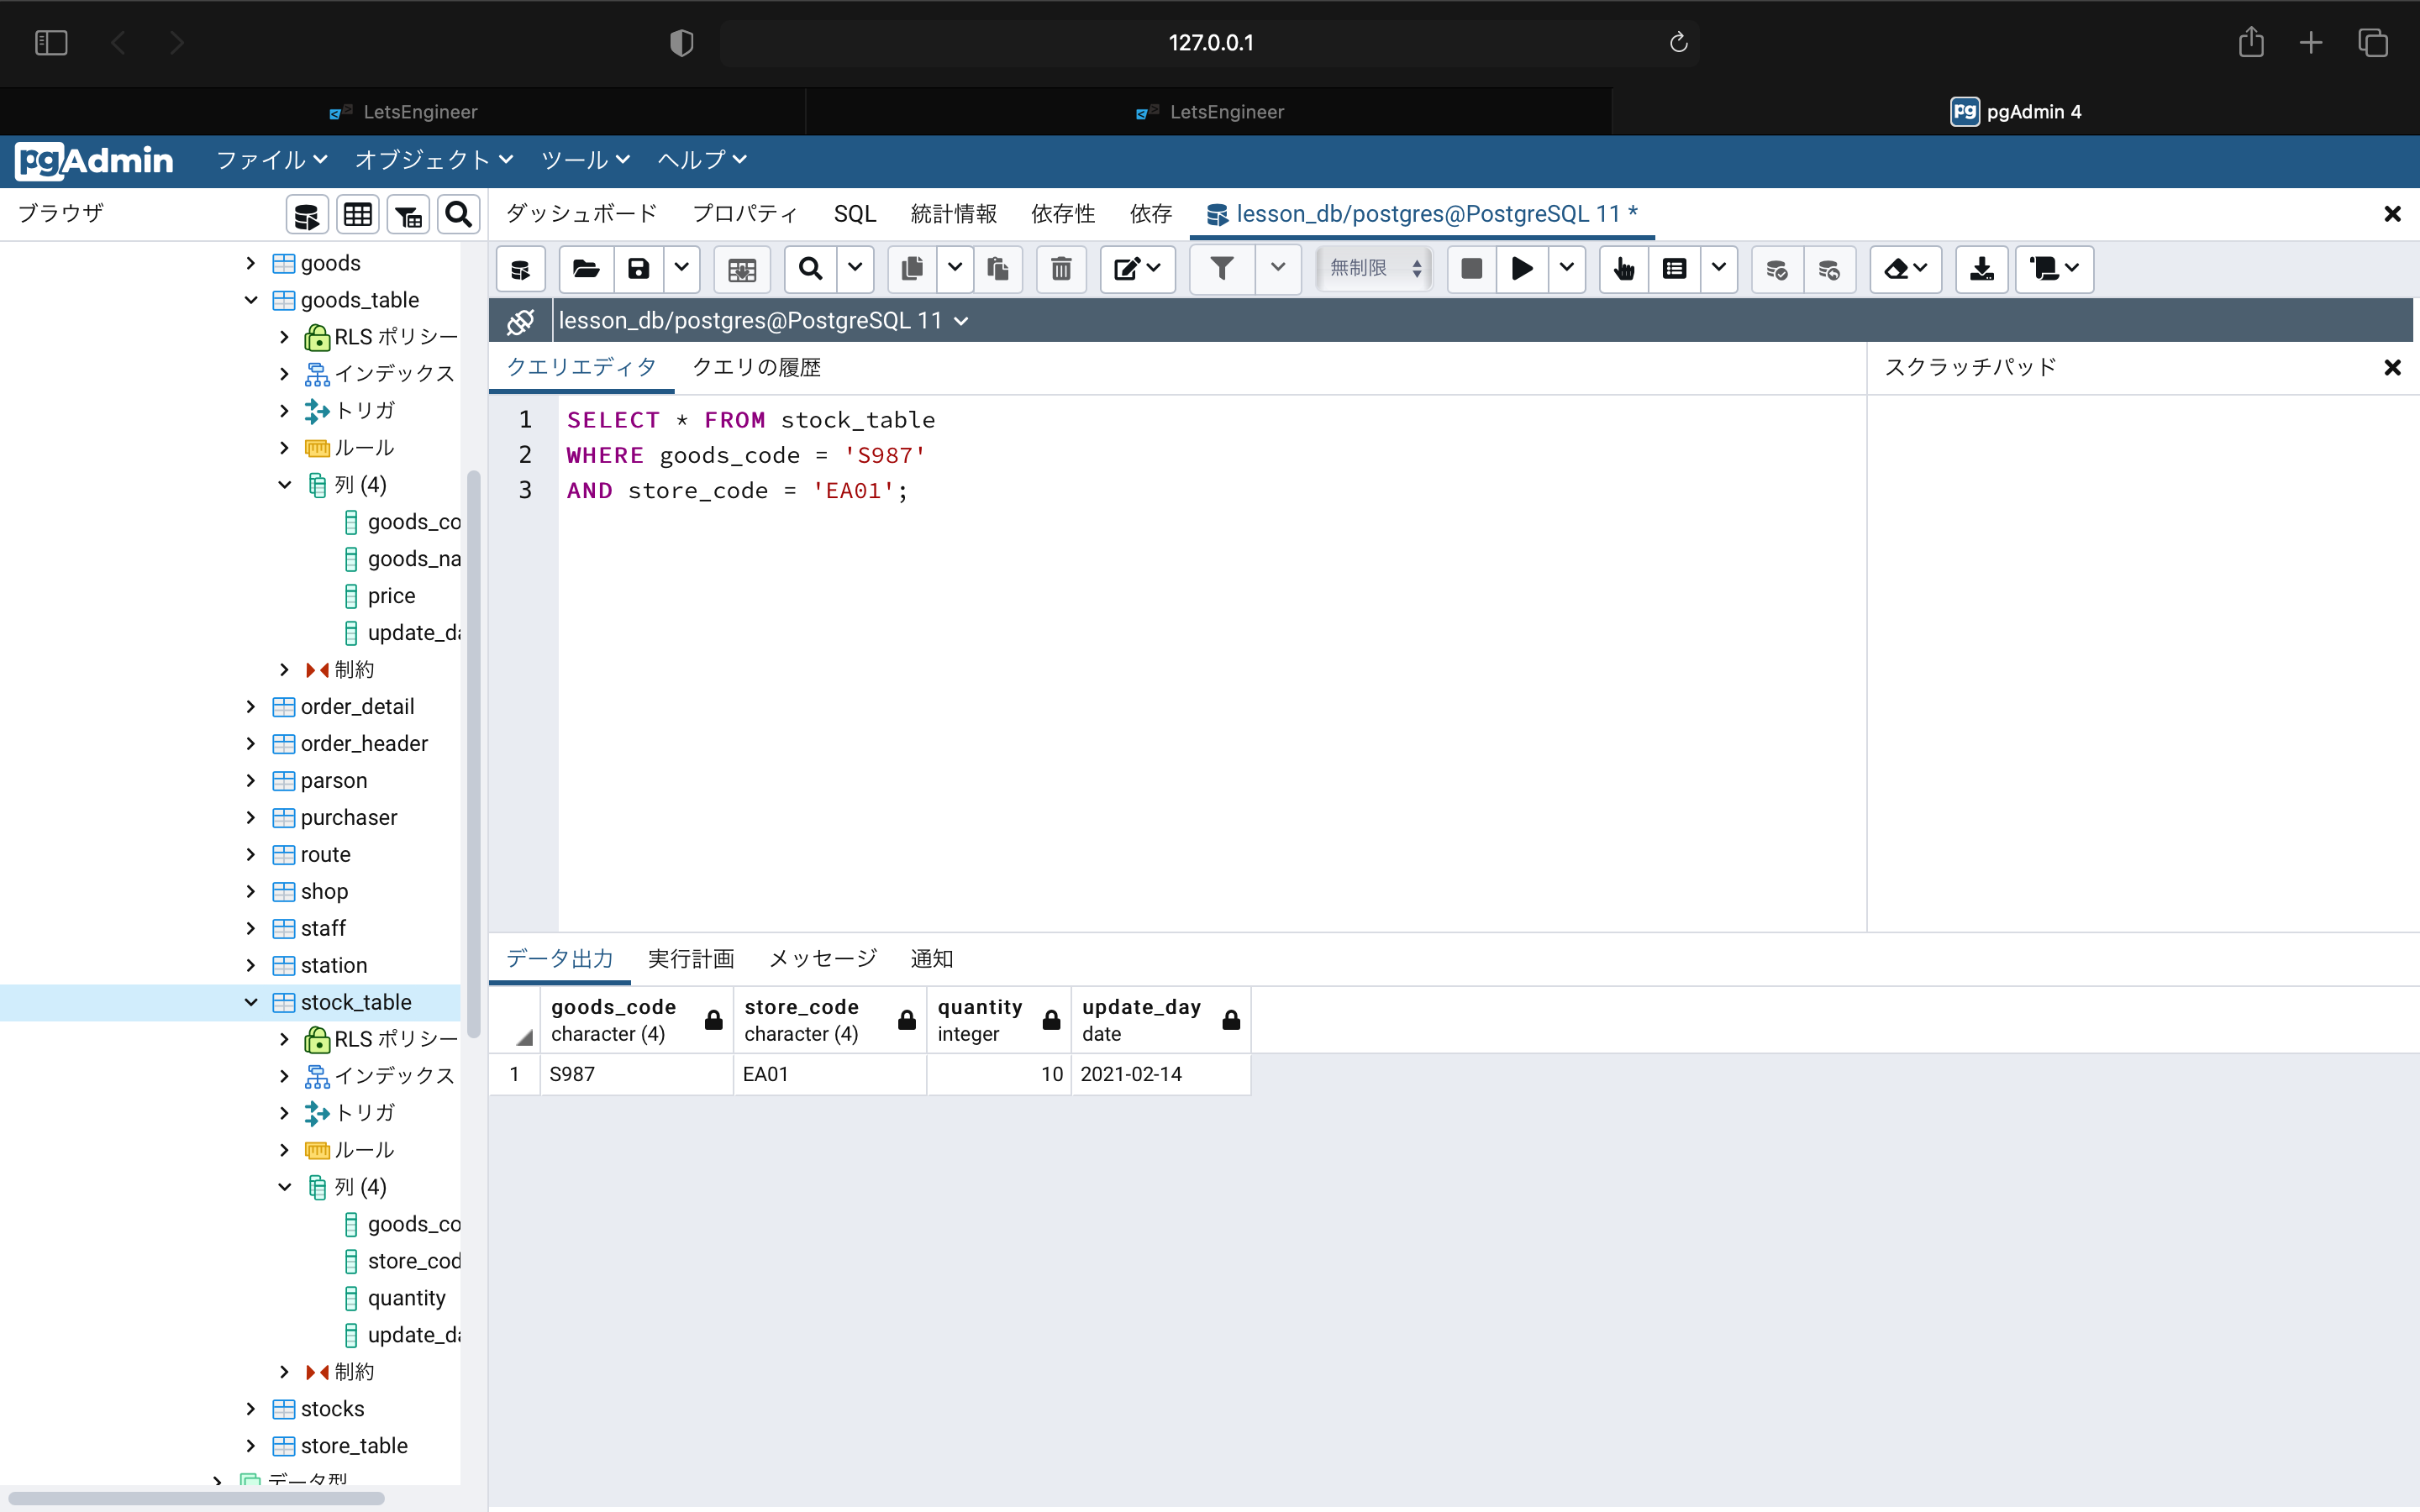 127.0.0.1
LetsEngineer
LetsEngineer
pg pgAdmin 4
pgAdmin ファイル オブジェクト ツール ヘルプ
ブラウザ
ダッシュボード プロパティ SQL 統計情報 依存性 依存 lesson_db/postgres@PostgreSQL 11 *
無制限
lesson_db/postgres@PostgreSQL 11
クエリエディタ クエリの履歴
スクラッチパッド
1 SELECT * FROM stock_table
2 WHERE goods_code = 'S987'
3 AND store_code = 'EA01';
goods
goods_table
RLS ポリシー
インデックス
トリガ
ルール
列 (4)
goods_co
goods_na
price
update_da
制約
order_detail
order_header
parson
purchaser
route
shop
staff
station
stock_table
RLS ポリシー
インデックス
トリガ
ルール
列 (4)
goods_co
store_cod
quantity
update_da
制約
stocks
store_table
データ型
データ出力 実行計画 メッセージ 通知
goods_code store_code quantity update_day
character (4) character (4) integer date
1 S987 EA01 10 2021-02-14